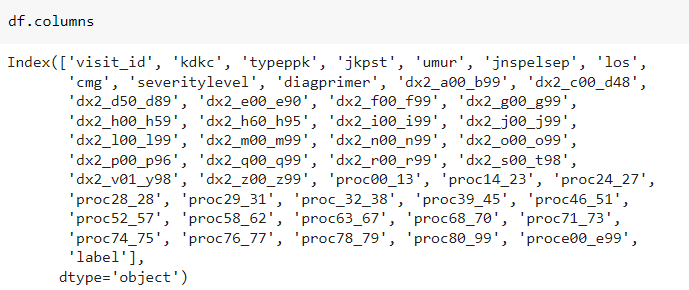 df.columns
Index(['visit_id', 'kdkc', 'typeppk', 'jkpst', 'umur', 'jnspelsep', 'los',
'cmg', 'severitylevel', 'diagprimer', 'dx2_a00_b99', 'dx2_c00_d48',
'dx2_d50_d89', 'dx2_e00_e90', 'dx2_f00_f99', 'dx2_g00_g99',
'dx2_h00_h59', 'dx2_h60_h95', 'dx2_i00_i99', 'dx2_j00_j99',
'dx2_l00_l99', 'dx2_m00_m99', 'dx2_n00_n99', 'dx2_o00_o99',
'dx2_p00_p96', 'dx2_q00_q99', 'dx2_r00_r99', 'dx2_s00_t98',
'dx2_v01_y98', 'dx2_z00_z99', 'proc00_13', 'proc14_23', 'proc24_27',
'proc28_28', 'proc29_31', 'proc_32_38', 'proc39_45', 'proc46_51',
'proc52_57', 'proc58_62', 'proc63_67', 'proc68_70', 'proc71_73',
'proc74_75', 'proc76_77', 'proc78_79', 'proc80_99', 'proce00_e99',
'label'],
dtype='object')